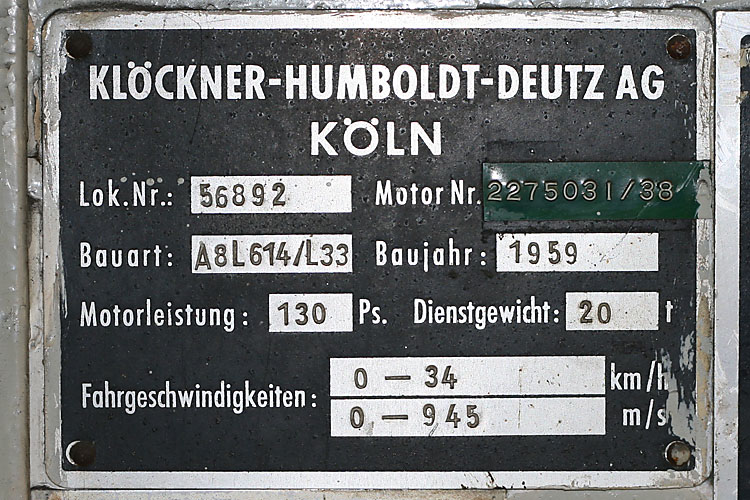 KLÖCKNER-HUMBOLDT-DEUTZ AG
KÖLN
Lok.Nr.: 56892 Motor Nr. 2275031/38
Bauart: A8L614/L33 Baujahr: 1959
Motorleistung: 130 Ps. Dienstgewicht: 20 t
Fahrgeschwindigkeiten: 0 – 34 km/h
0 – 945 m/s